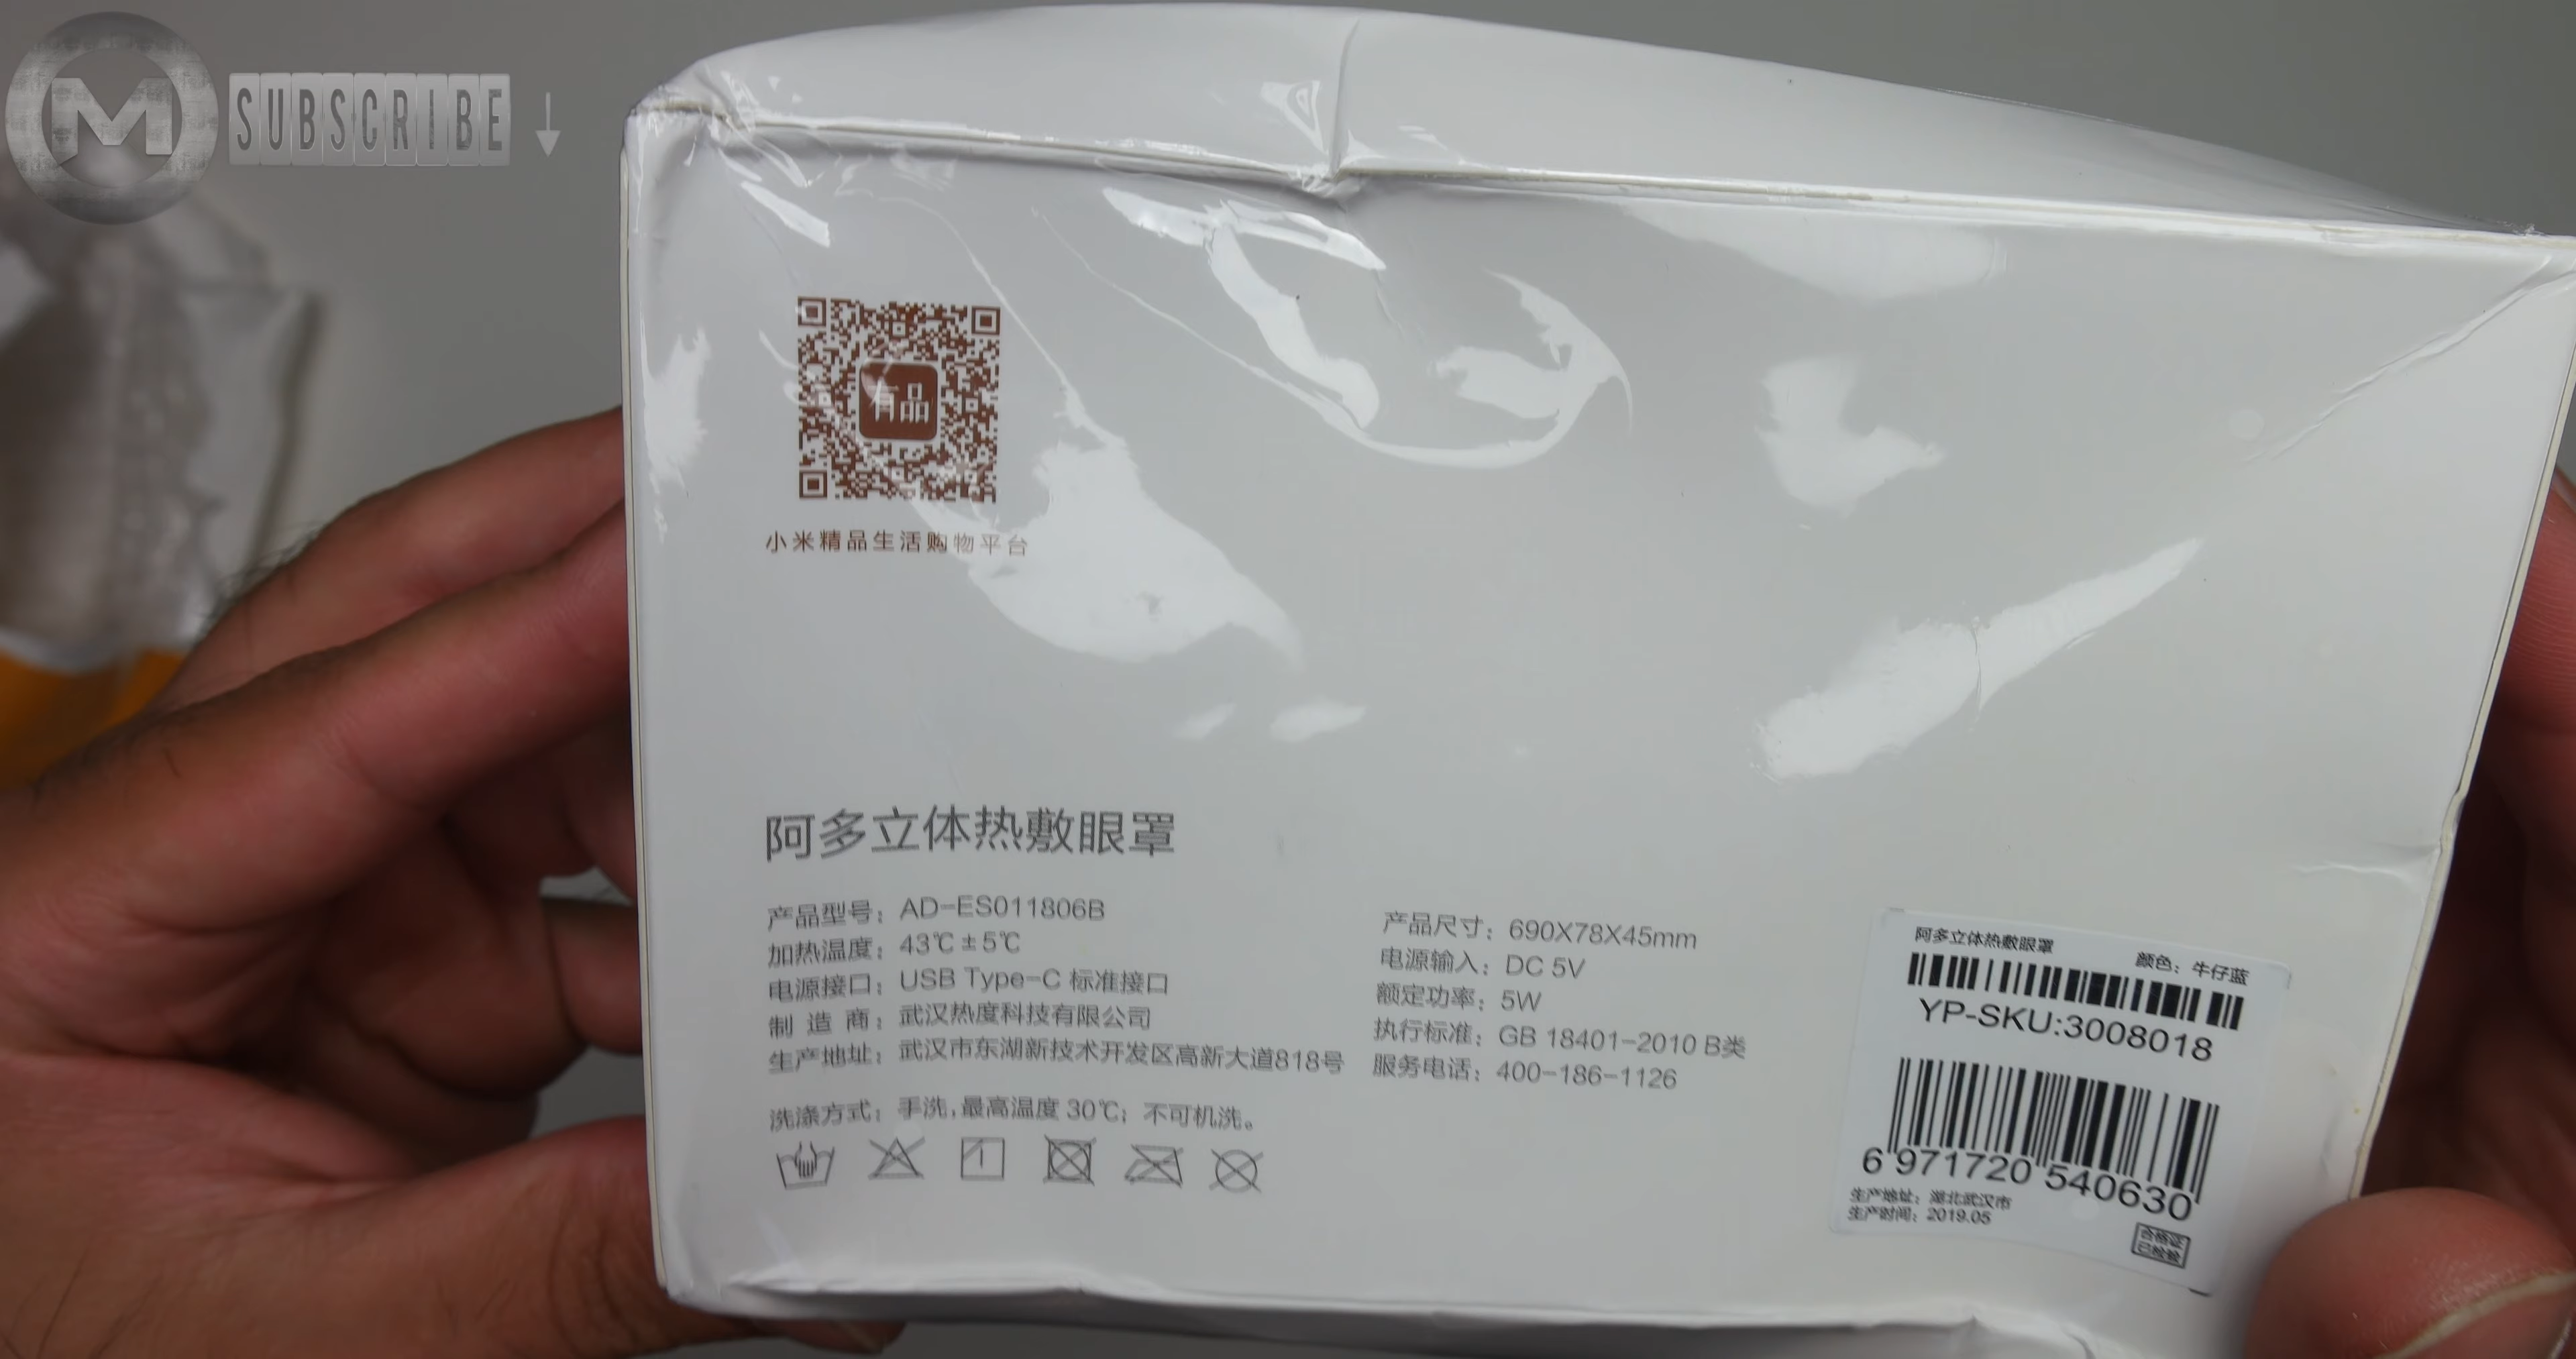 M
SUBSCRIBE
有品
小米精品生活购物平台
阿多立体热敷眼罩
产品型号：AD-ES011806B
加热温度：43℃±5℃
电源接口：USB Type-C 标准接口
制造商：武汉热度科技有限公司
生产地址：武汉市东湖新技术开发区高新大道818号
洗涤方式：手洗,最高温度 30℃；不可机洗。
产品尺寸：690X78X45mm
电源输入：DC 5V
额定功率：5W
执行标准：GB 18401-2010 B类
服务电话：400-186-1126
阿多立体热敷眼罩
颜色：牛仔蓝
YP-SKU:3008018
6 971720 540630
生产地址：湖北武汉市
生产时间：2019.05
合格证
已检验